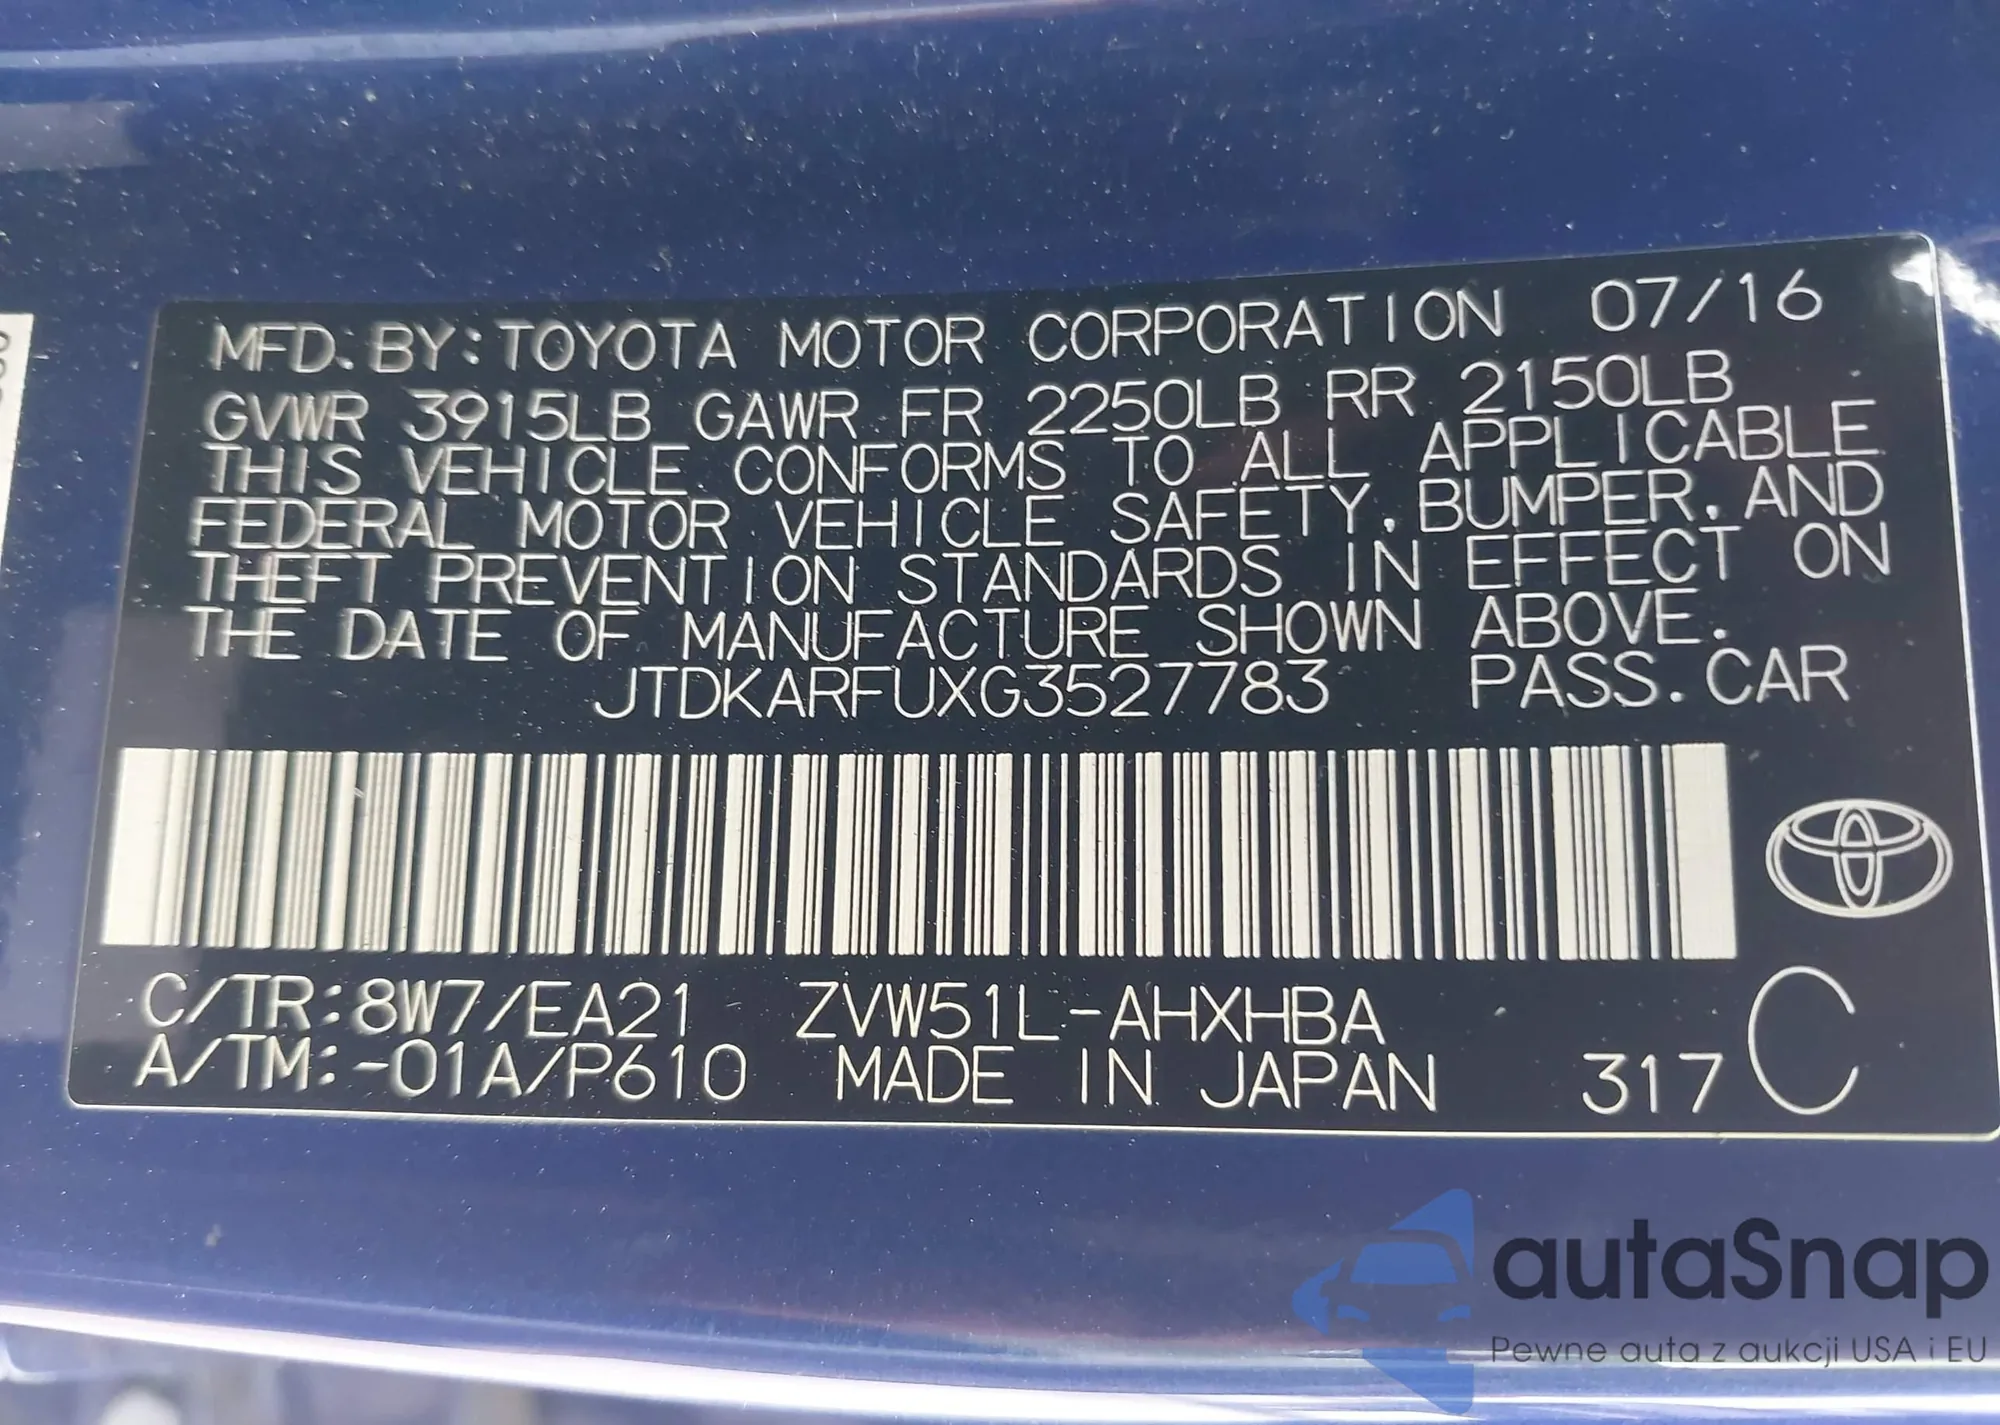 MFD. BY: TOYOTA MOTOR CORPORATION 07/16
GVWR 3915LB GAWR FR 2250LB RR 2150LB
THIS VEHICLE CONFORMS TO ALL APPLICABLE
FEDERAL MOTOR VEHICLE SAFETY, BUMPER, AND
THEFT PREVENTION STANDARDS IN EFFECT ON
THE DATE OF MANUFACTURE SHOWN ABOVE.
JTDKARFUXG3527783 PASS. CAR
C/TR:8W7/EA21 ZVW51L-AHXHBA
A/TM:-01A/P610 MADE IN JAPAN 317 C
autaSnap
Pewne auta z aukcji USA i EU